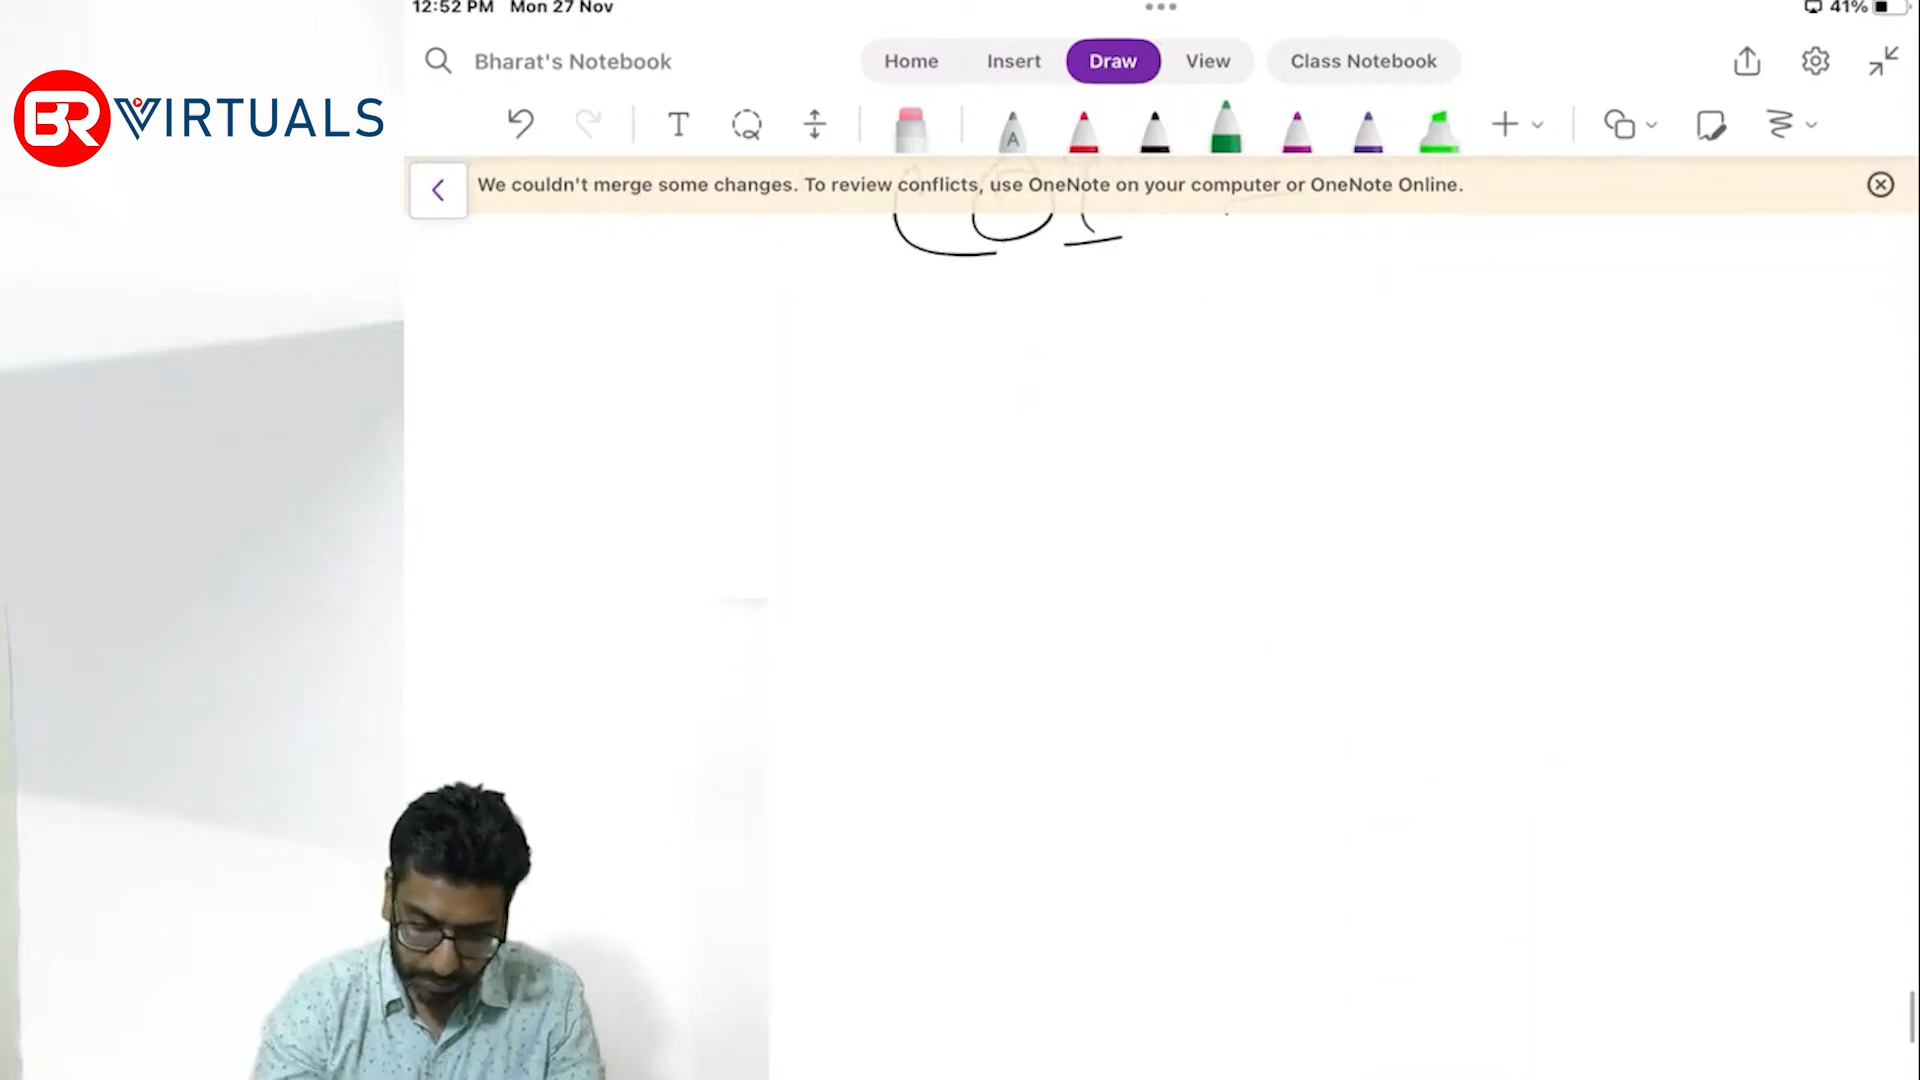 12:52 PM Mon 27 Nov
41%
BR VIRTUALS
Bharat's Notebook
Home
Insert
Draw
View
Class Notebook
T
A
We couldn't merge some changes. To review conflicts, use OneNote on your computer or OneNote Online.